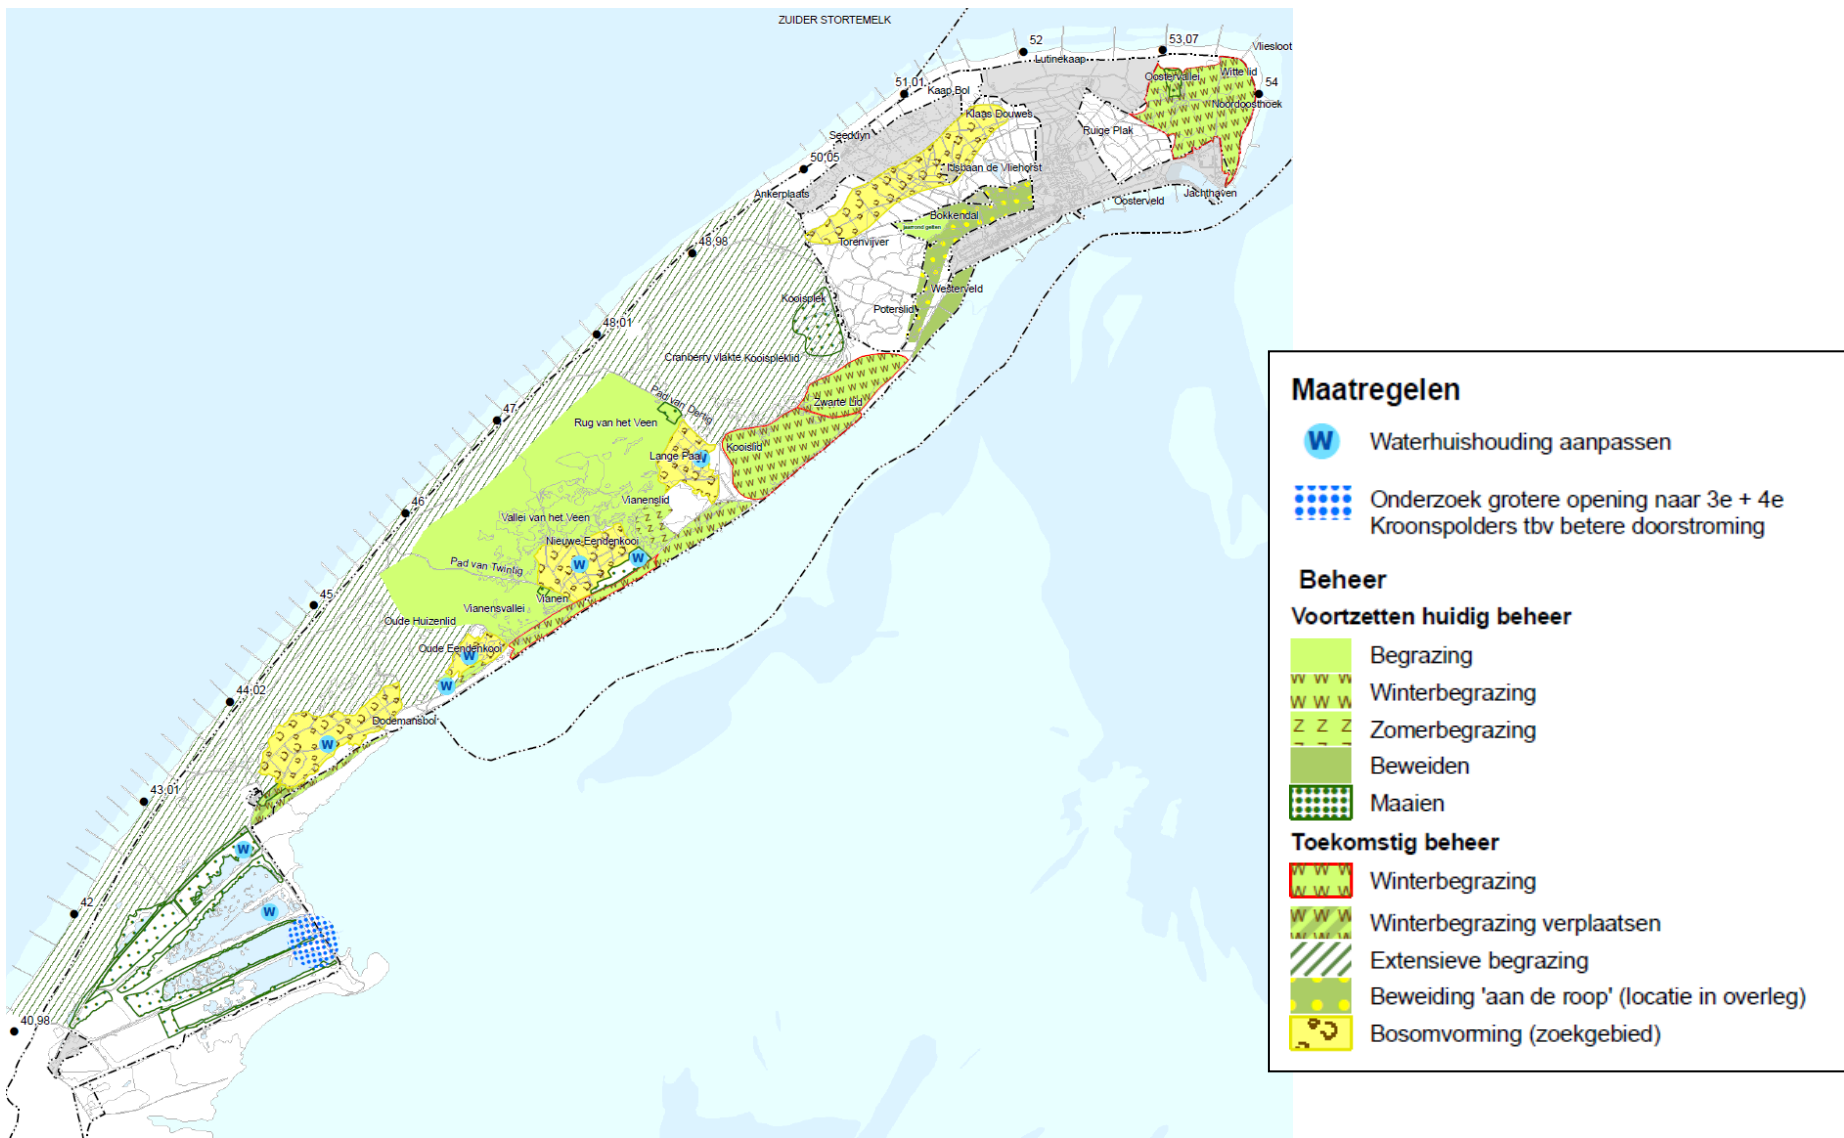 ZUIDER STORTEMELK
52
53,07
Vliesloot
Lutinekaap
Oostervallei
Witte lid
54
51,01
Kaap Bol
Noordoosthoek
Klaas Douwes
Seeduyn
Ruige Plak
50,05
IJsbaan de Vliehorst
Ankerplaats
Jachthaven
Oosterveld
Bokkendal
Torenvijver
48,98
Westerveld
Kooisplek
Poterslid
48,01
Cranberry vlakte
Kooispleklid
Pad van Dertig
Zwarte Lid
47
Rug van het Veen
Kooislid
Lange Paal
W
46
Vianenslid
Vallei van het Veen
Nieuwe Eendenkooi
W
W
Pad van Twintig
45
Vianen
Vianensvallei
Oude Huizenlid
Oude Eendenkooi
W
W
44,02
Dodemansbol
W
43,01
W
42
W
40,98
Maatregelen
W Waterhuishouding aanpassen
Onderzoek grotere opening naar 3e + 4e
Kroonspolders tbv betere doorstroming
Beheer
Voortzetten huidig beheer
Begrazing
W W W Winterbegrazing
Z Z Z Zomerbegrazing
Beweiden
Maaien
Toekomstig beheer
W W W Winterbegrazing
W W W Winterbegrazing verplaatsen
Extensieve begrazing
Beweiding 'aan de roop' (locatie in overleg)
Bosomvorming (zoekgebied)